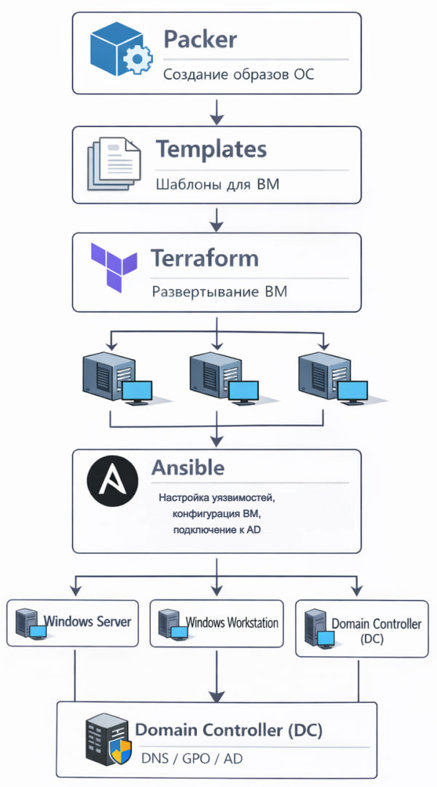 Packer
Создание образов ОС
Templates
Шаблоны для ВМ
Terraform
Развертывание ВМ
Ansible
Настройка уязвимостей,
конфигурация ВМ,
подключение к AD
Windows Server
Windows Workstation
Domain Controller
(DC)
Domain Controller (DC)
DNS / GPO / AD